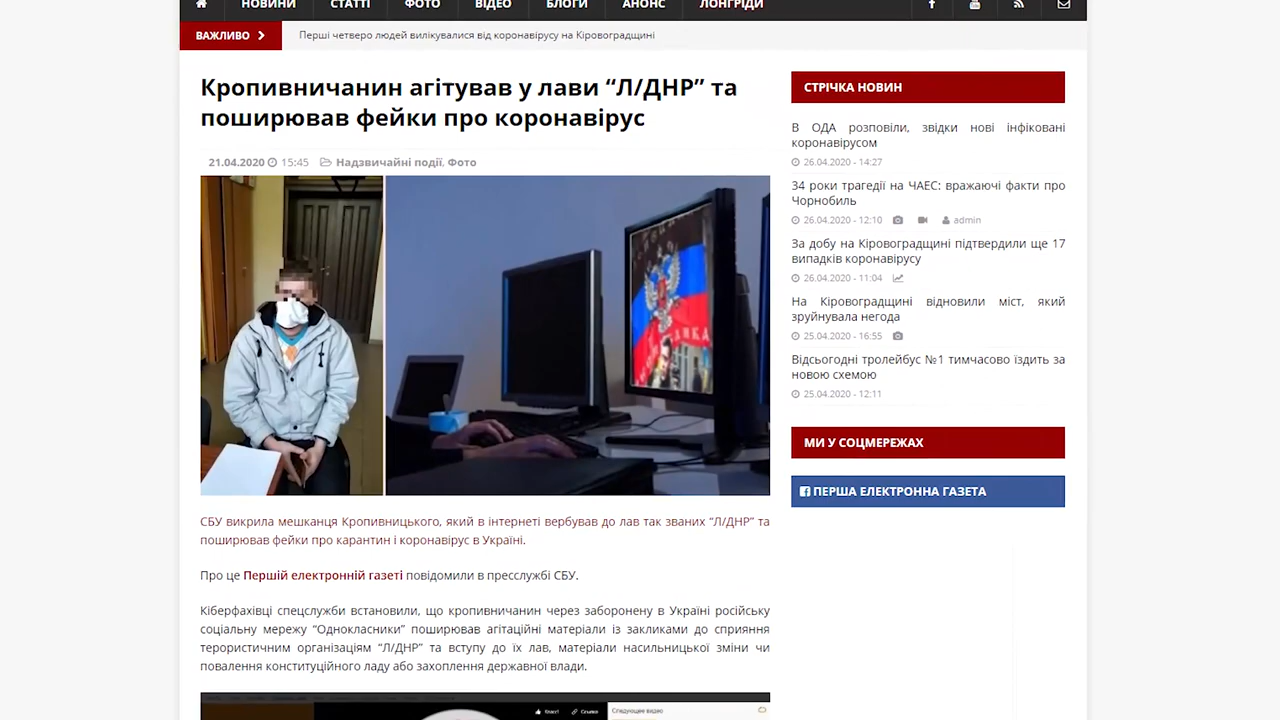 НОВИНИ СТАТТІ ФОТО ВІДЕО БЛОГИ АНОНС ЛОНГРІДИ
ВАЖЛИВО
Перші четверо людей вилікувалися від коронавірусу на Кіровоградщині
Кропивничанин агітував у лави “Л/ДНР” та
поширював фейки про коронавірус
21.04.2020 15:45 Надзвичайні події, Фото
СБУ викрила мешканця Кропивницького, який в інтернеті вербував до лав так званих “Л/ДНР” та
поширював фейки про карантин і коронавірус в Україні.
Про це Першій електронній газеті повідомили в пресслужбі СБУ.
Кіберфахівці спецслужби встановили, що кропивничанин через заборонену в Україні російську
соціальну мережу “Однокласники” поширював агітаційні матеріали із закликами до сприяння
терористичним організаціям “Л/ДНР” та вступу до їх лав, матеріали насильницької зміни чи
повалення конституційного ладу або захоплення державної влади.
Класс! Ссылка Следующее видео
СТРІЧКА НОВИН
В ОДА розповіли, звідки нові інфіковані
коронавірусом
26.04.2020 - 14:27
34 роки трагедії на ЧАЕС: вражаючі факти про
Чорнобиль
26.04.2020 - 12:10 admin
За добу на Кіровоградщині підтвердили ще 17
випадків коронавірусу
26.04.2020 - 11:04
На Кіровоградщині відновили міст, який
зруйнувала негода
25.04.2020 - 16:55
Відсьогодні тролейбус №1 тимчасово їздить за
новою схемою
25.04.2020 - 12:11
МИ У СОЦМЕРЕЖАХ
ПЕРША ЕЛЕКТРОННА ГАЗЕТА